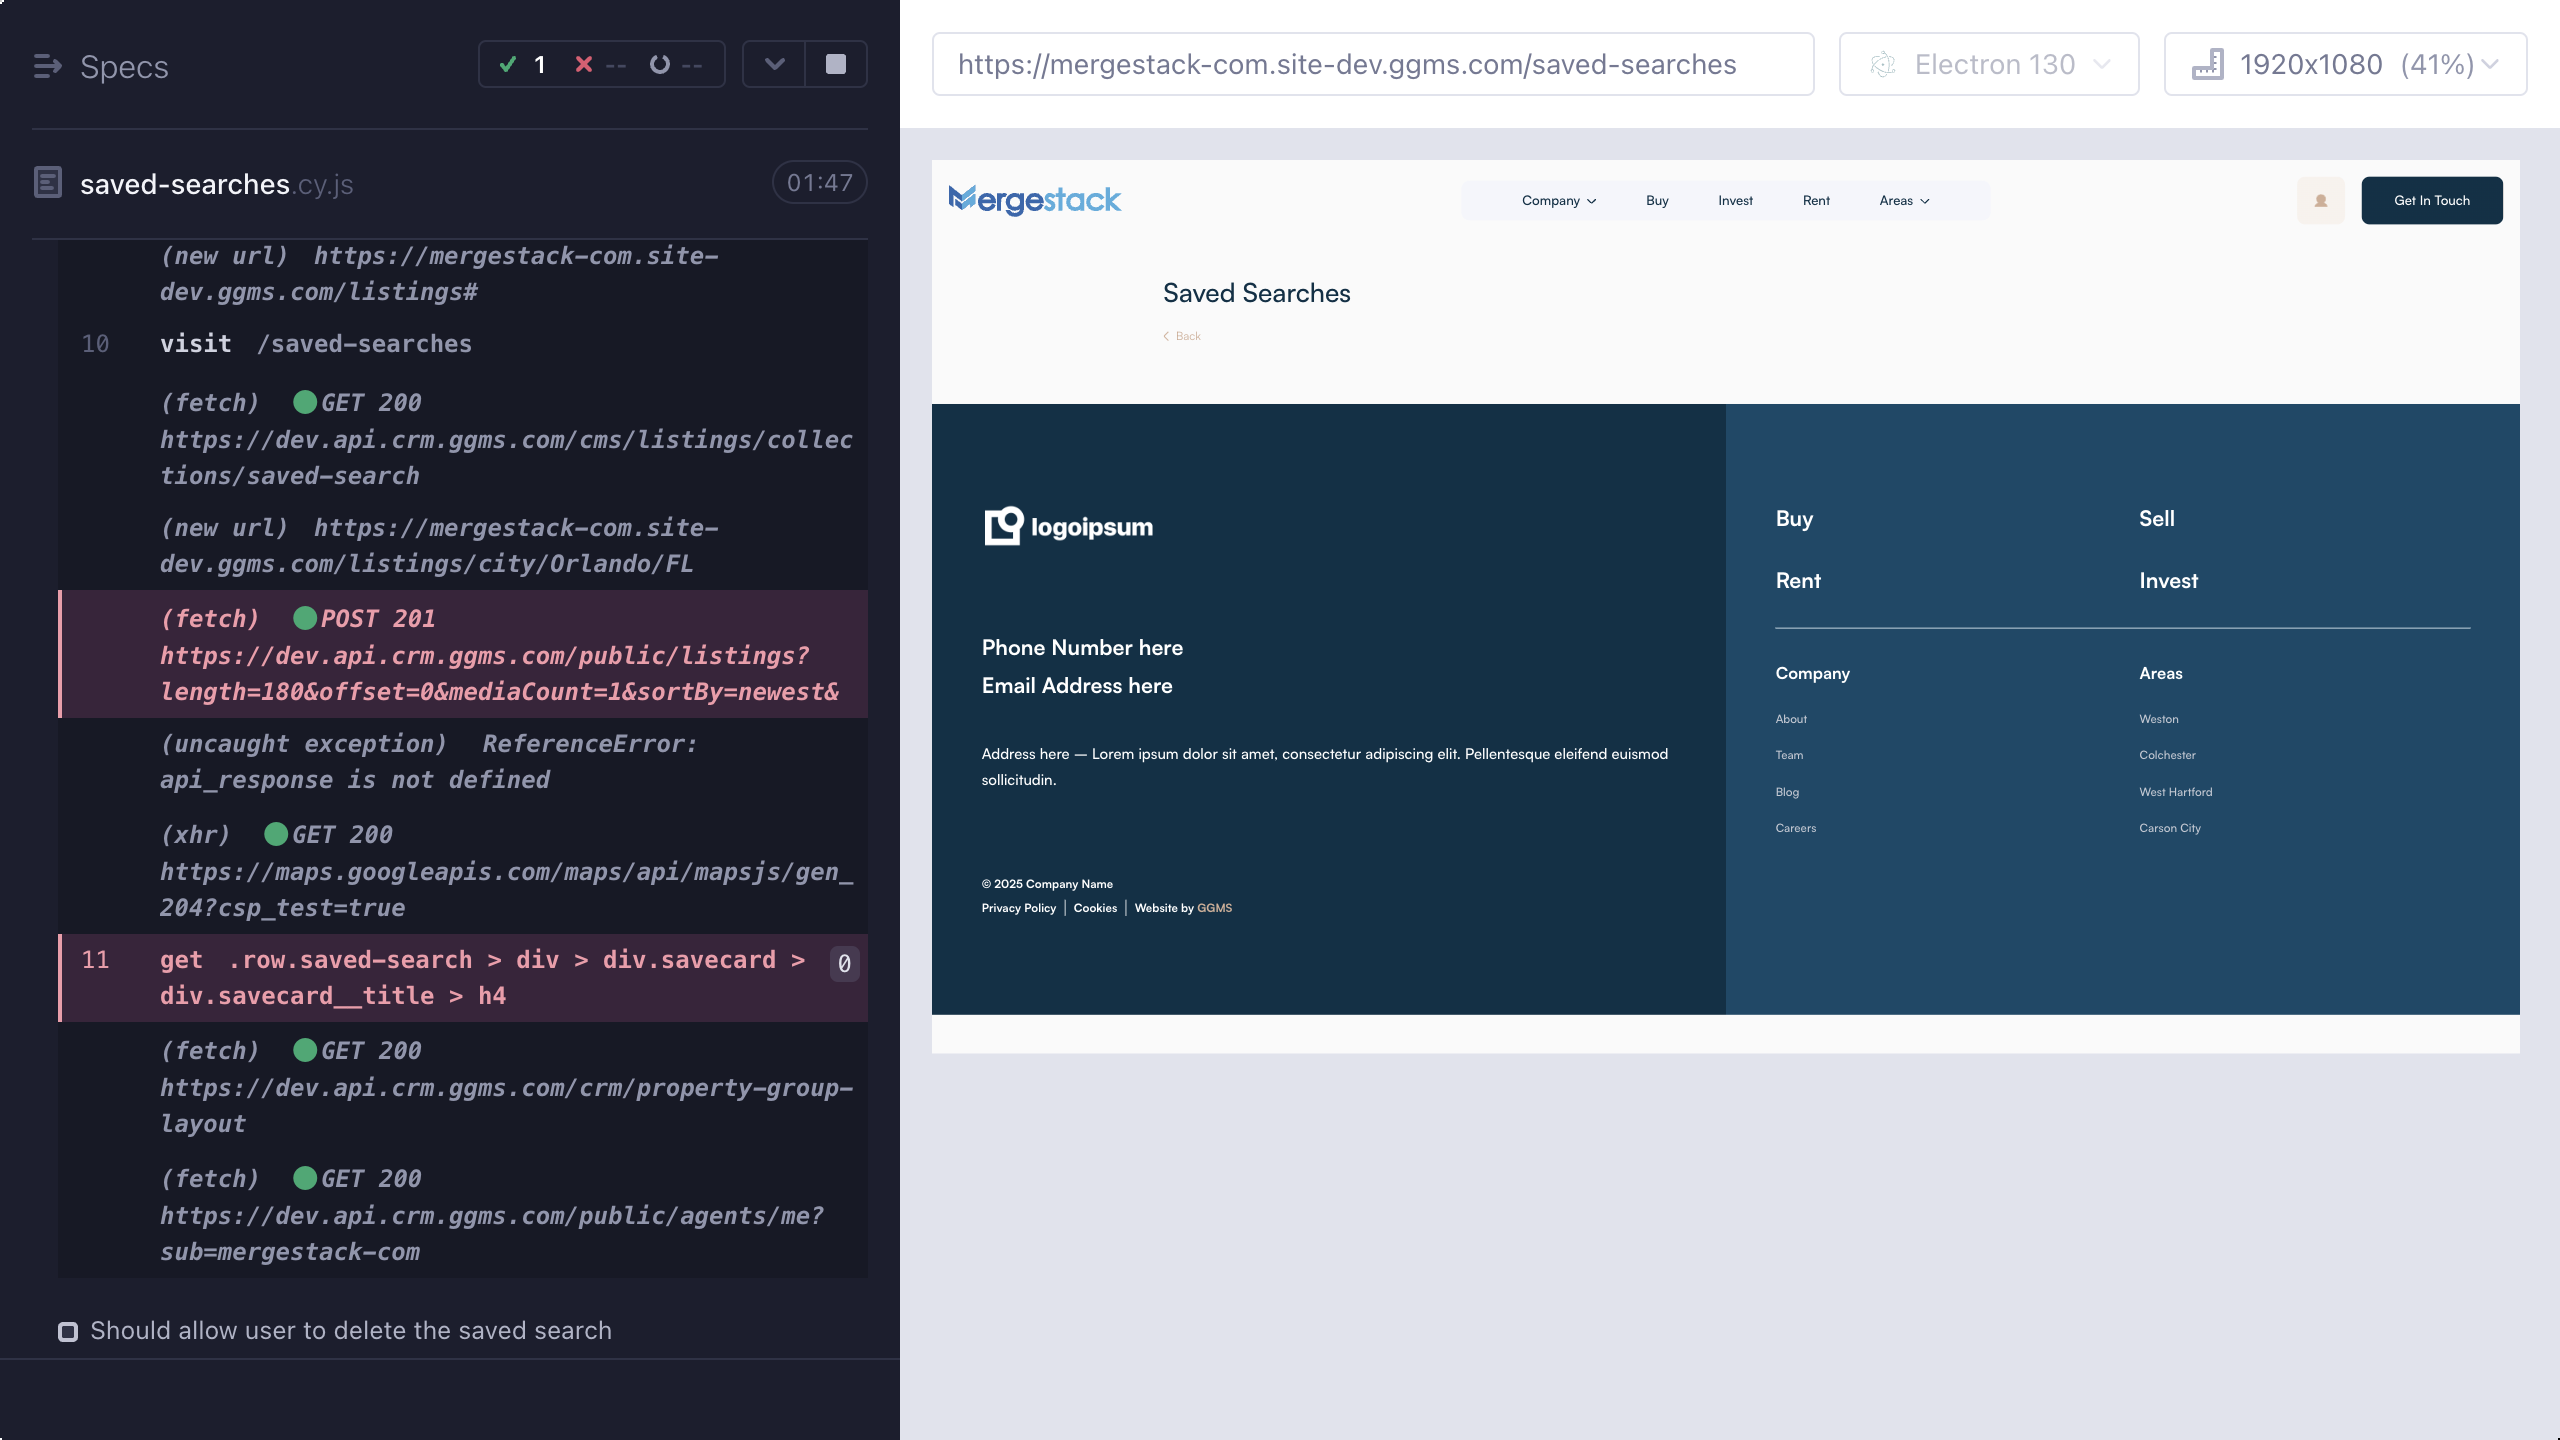 Specs
1
--
--
saved-searches.cy.js
01:47
(new url) https://mergestack-com.site-
dev.ggms.com/listings#
10 visit /saved-searches
(fetch) GET 200
https://dev.api.crm.ggms.com/cms/listings/collec
tions/saved-search
(new url) https://mergestack-com.site-
dev.ggms.com/listings/city/Orlando/FL
(fetch) POST 201
https://dev.api.crm.ggms.com/public/listings?
length=180&offset=0&mediaCount=1&sortBy=newest&
(uncaught exception) ReferenceError:
api_response is not defined
(xhr) GET 200
https://maps.googleapis.com/maps/api/mapsjs/gen_
204?csp_test=true
11 get .row.saved-search > div > div.savecard > 0
div.savecard__title > h4
(fetch) GET 200
https://dev.api.crm.ggms.com/crm/property-group-
layout
(fetch) GET 200
https://dev.api.crm.ggms.com/public/agents/me?
sub=mergestack-com
Should allow user to delete the saved search
https://mergestack-com.site-dev.ggms.com/saved-searches
Electron 130
1920x1080 (41%)
Mergestack
Company
Buy
Invest
Rent
Areas
Get In Touch
Saved Searches
Back
logoipsum
Phone Number here
Email Address here
Address here — Lorem ipsum dolor sit amet, consectetur adipiscing elit. Pellentesque eleifend euismod
sollicitudin.
© 2025 Company Name
Privacy Policy | Cookies | Website by GGMS
Buy
Sell
Rent
Invest
Company
About
Team
Blog
Careers
Areas
Weston
Colchester
West Hartford
Carson City